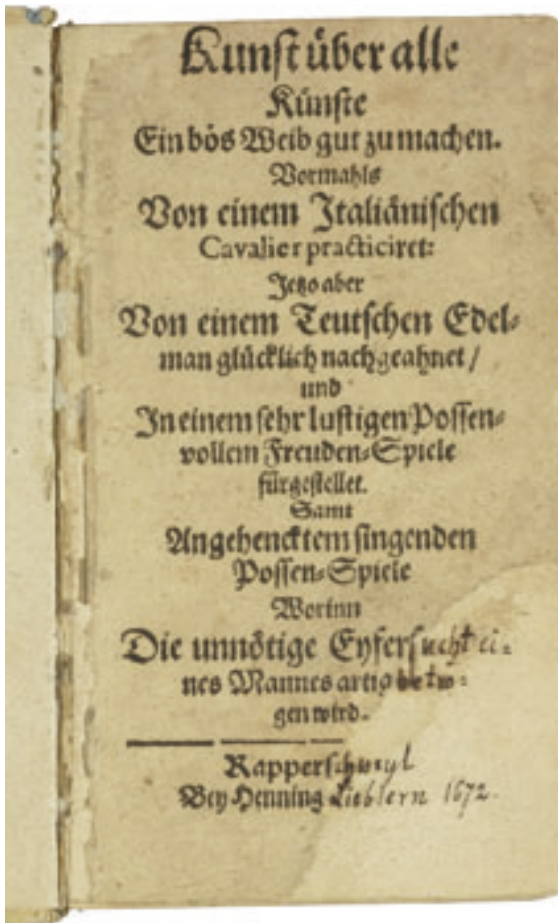 Kunst über alle
Künste
Ein bös Weib gut zu machen.
Vormahls
Von einem Italiänischen
Cavalier practiciret:
Jetzo aber
Von einem Teutschen Edel-
man glücklich nachgeahnet /
und
In einem sehr lustigen Possen-
vollem Freuden-Spiele
fürgestellet.
Samt
Angehencktem singenden
Possen-Spiele
Worinn
Die unnötige Eyfersucht ei-
nes Mannes artig betro-
gen wird.
Rapperschweyl
Bey Henning Lieblern 1672.